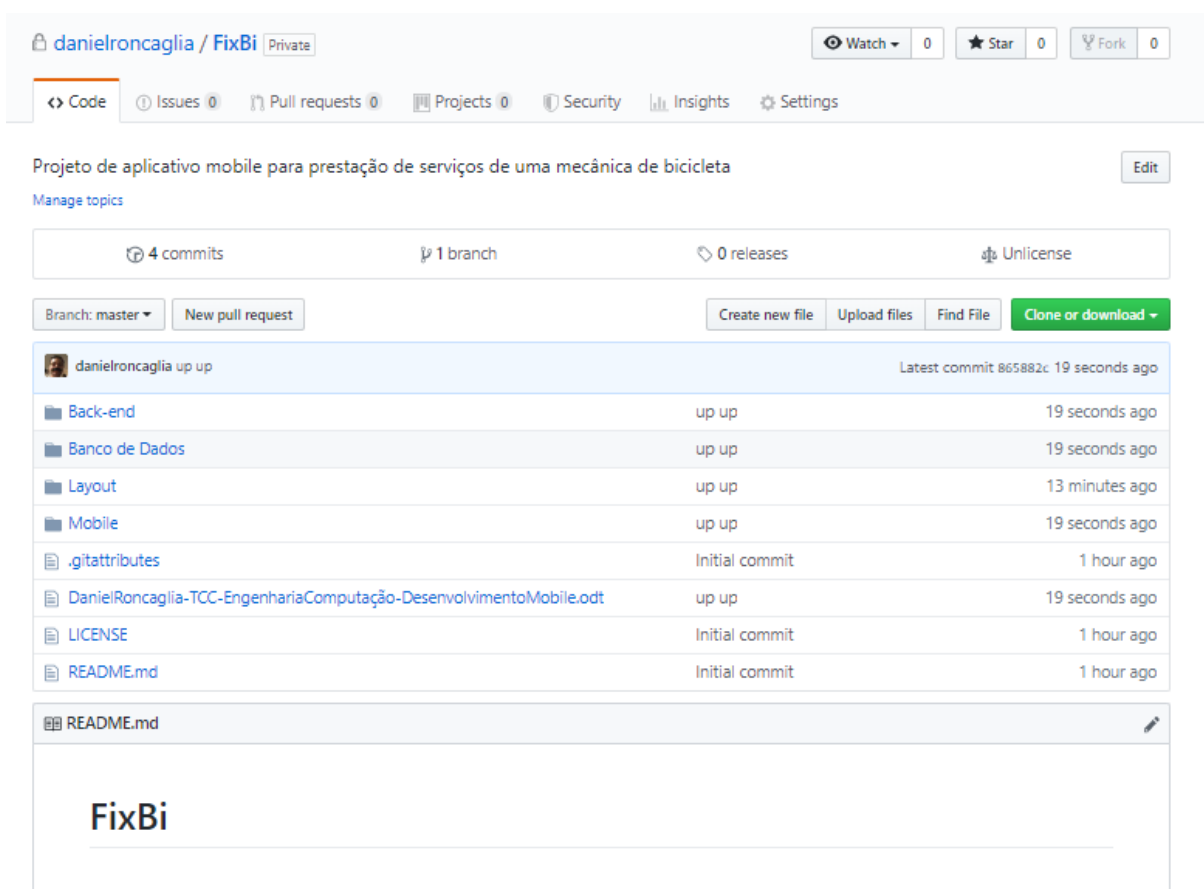 danielroncaglia / FixBi Private Watch 0 Star 0 Fork 0
Code Issues 0 Pull requests 0 Projects 0 Security Insights Settings
Projeto de aplicativo mobile para prestação de serviços de uma mecânica de bicicleta Edit
Manage topics
4 commits 1 branch 0 releases Unlicense
Branch: master New pull request Create new file Upload files Find File Clone or download
danielroncaglia up up Latest commit 865882c 19 seconds ago
Back-end up up 19 seconds ago
Banco de Dados up up 19 seconds ago
Layout up up 13 minutes ago
Mobile up up 19 seconds ago
.gitattributes Initial commit 1 hour ago
DanielRoncaglia-TCC-EngenhariaComputação-DesenvolvimentoMobile.odt up up 19 seconds ago
LICENSE Initial commit 1 hour ago
README.md Initial commit 1 hour ago
README.md
FixBi